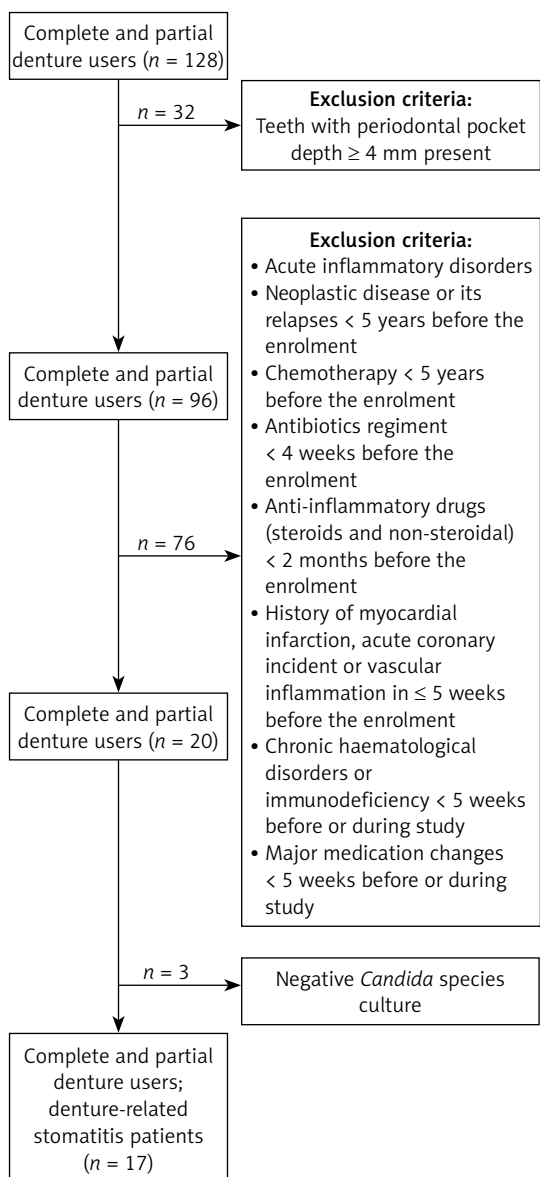 Complete and partial
denture users (n = 128)
n = 32
Exclusion criteria:
Teeth with periodontal pocket
depth ≥ 4 mm present
Exclusion criteria:
• Acute inflammatory disorders
• Neoplastic disease or its
relapses < 5 years before the
enrolment
• Chemotherapy < 5 years
before the enrolment
• Antibiotics regiment
< 4 weeks before the
enrolment
• Anti-inflammatory drugs
(steroids and non-steroidal)
< 2 months before the
enrolment
• History of myocardial
infarction, acute coronary
incident or vascular
inflammation in ≤ 5 weeks
before the enrolment
• Chronic haematological
disorders or
immunodeficiency < 5 weeks
before or during study
• Major medication changes
< 5 weeks before or during
study
Complete and partial
denture users (n = 96)
n = 76
Complete and partial
denture users (n = 20)
n = 3
Negative Candida species
culture
Complete and partial
denture users;
denture-related
stomatitis patients
(n = 17)